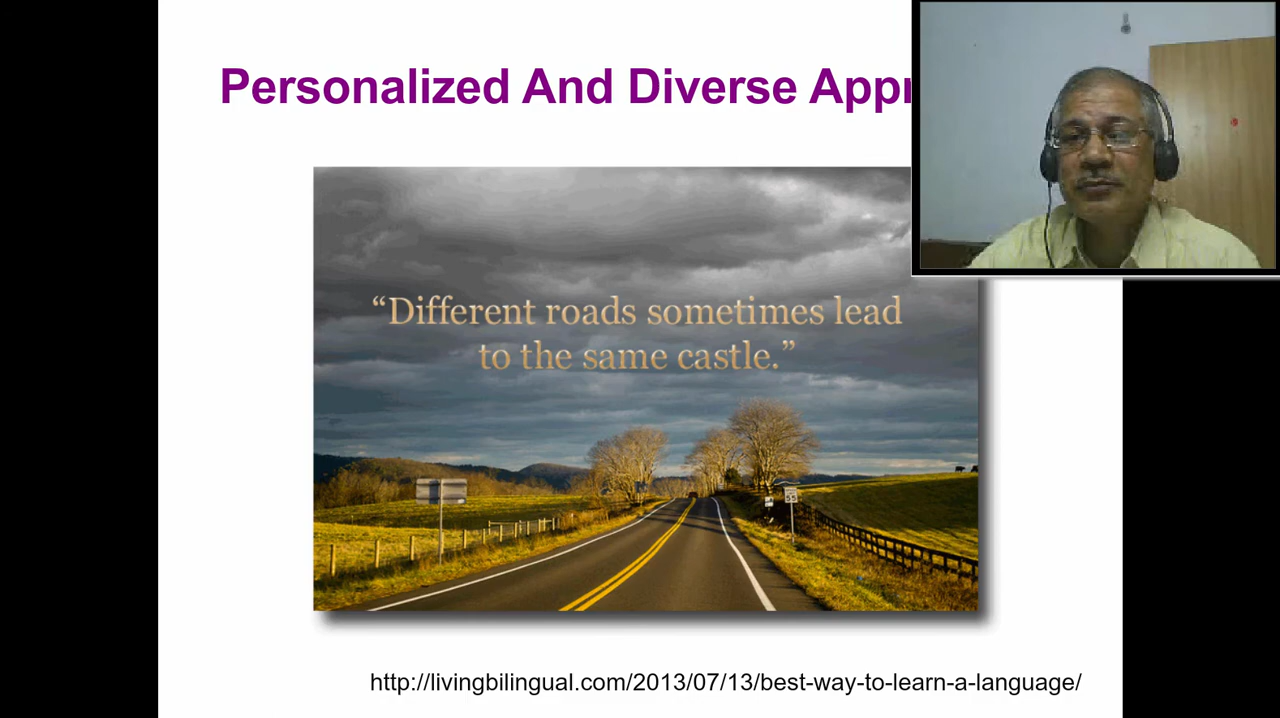 Personalized And Diverse Appr
“Different roads sometimes lead
to the same castle.”
55
http://livingbilingual.com/2013/07/13/best-way-to-learn-a-language/